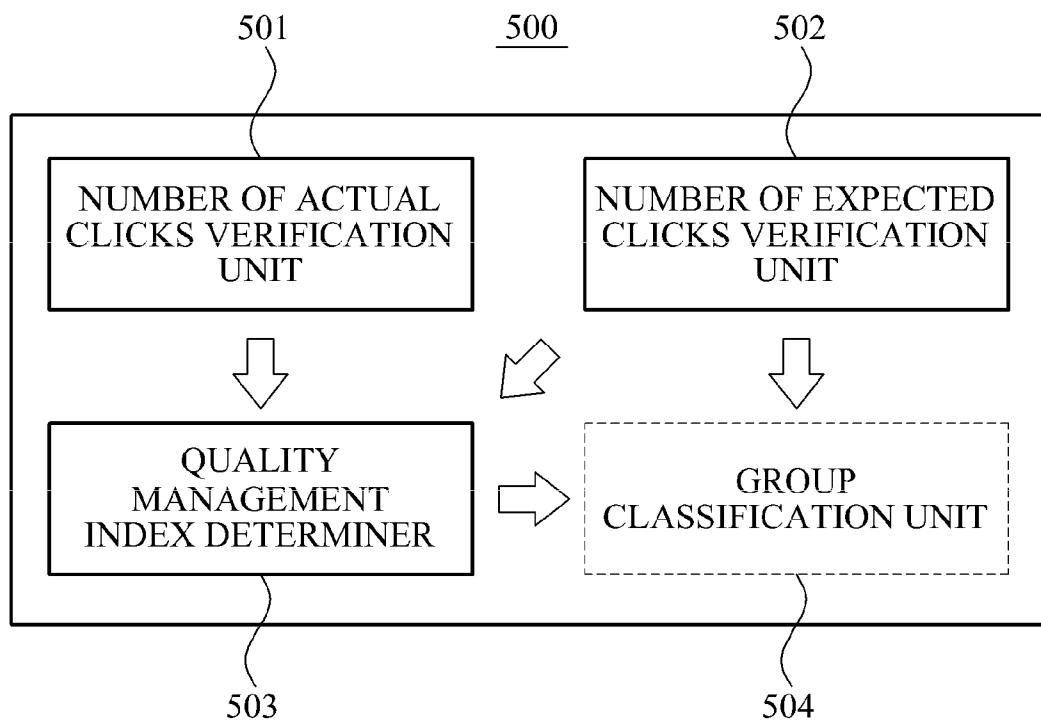 501
500
502
NUMBER OF ACTUAL
CLICKS VERIFICATION
UNIT
NUMBER OF EXPECTED
CLICKS VERIFICATION
UNIT
QUALITY
MANAGEMENT
INDEX DETERMINER
GROUP
CLASSIFICATION UNIT
503
504